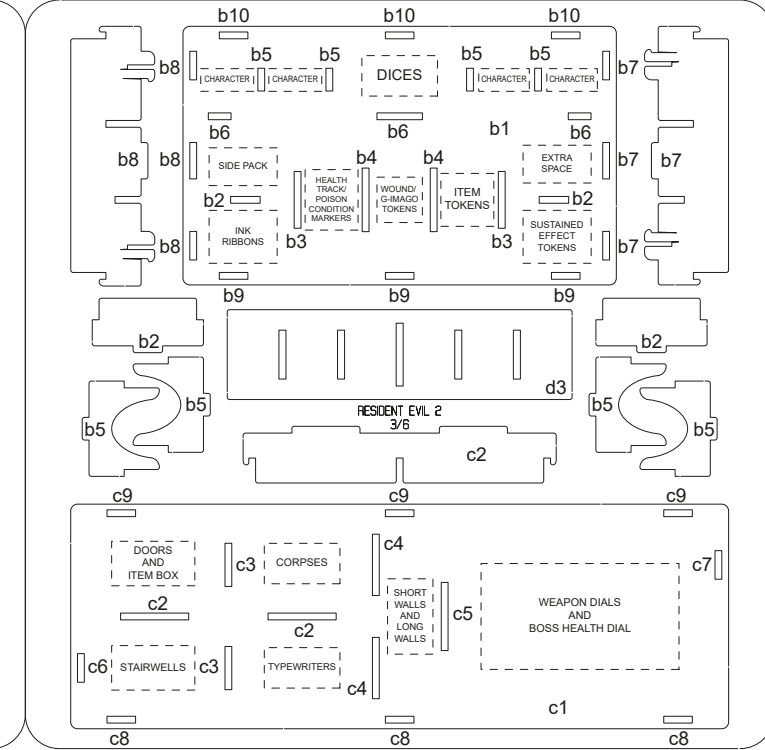 b10 b10 b10
b5 b5 b5 b5
b8 b7
CHARACTER CHARACTER DICES CHARACTER CHARACTER
b6 b6 b1 b6
b8 b8 b7 b7
b4 b4
SIDE PACK
EXTRA
SPACE
HEALTH
TRACK/
POISON
CONDITION
MARKERS
WOUND/
G-IMAGO
TOKENS
ITEM
TOKENS
b2 b2
INK
RIBBONS
SUSTAINED
EFFECT
TOKENS
b3 b3
b8 b7
b9 b9 b9
b2 b2
d3
b5 b5 b5 b5
RESIDENT EVIL 2
3/6
c2
c9 c9 c9
DOORS
AND
ITEM BOX
c3 CORPSES c4
c7
SHORT
WALLS
AND
LONG
WALLS
c5
WEAPON DIALS
AND
BOSS HEALTH DIAL
c2 c2
c6 STAIRWELLS c3 TYPEWRITERS
c4
c1
c8 c8 c8